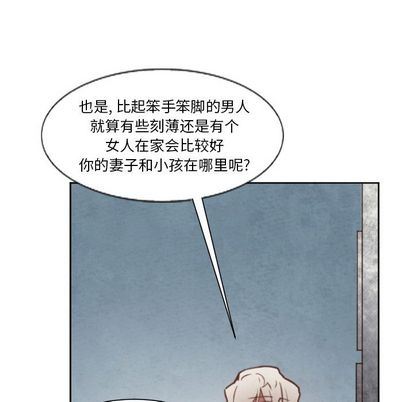 也是, 比起笨手笨脚的男人
就算有些刻薄还是有个
女人在家会比较好
你的妻子和小孩在哪里呢?